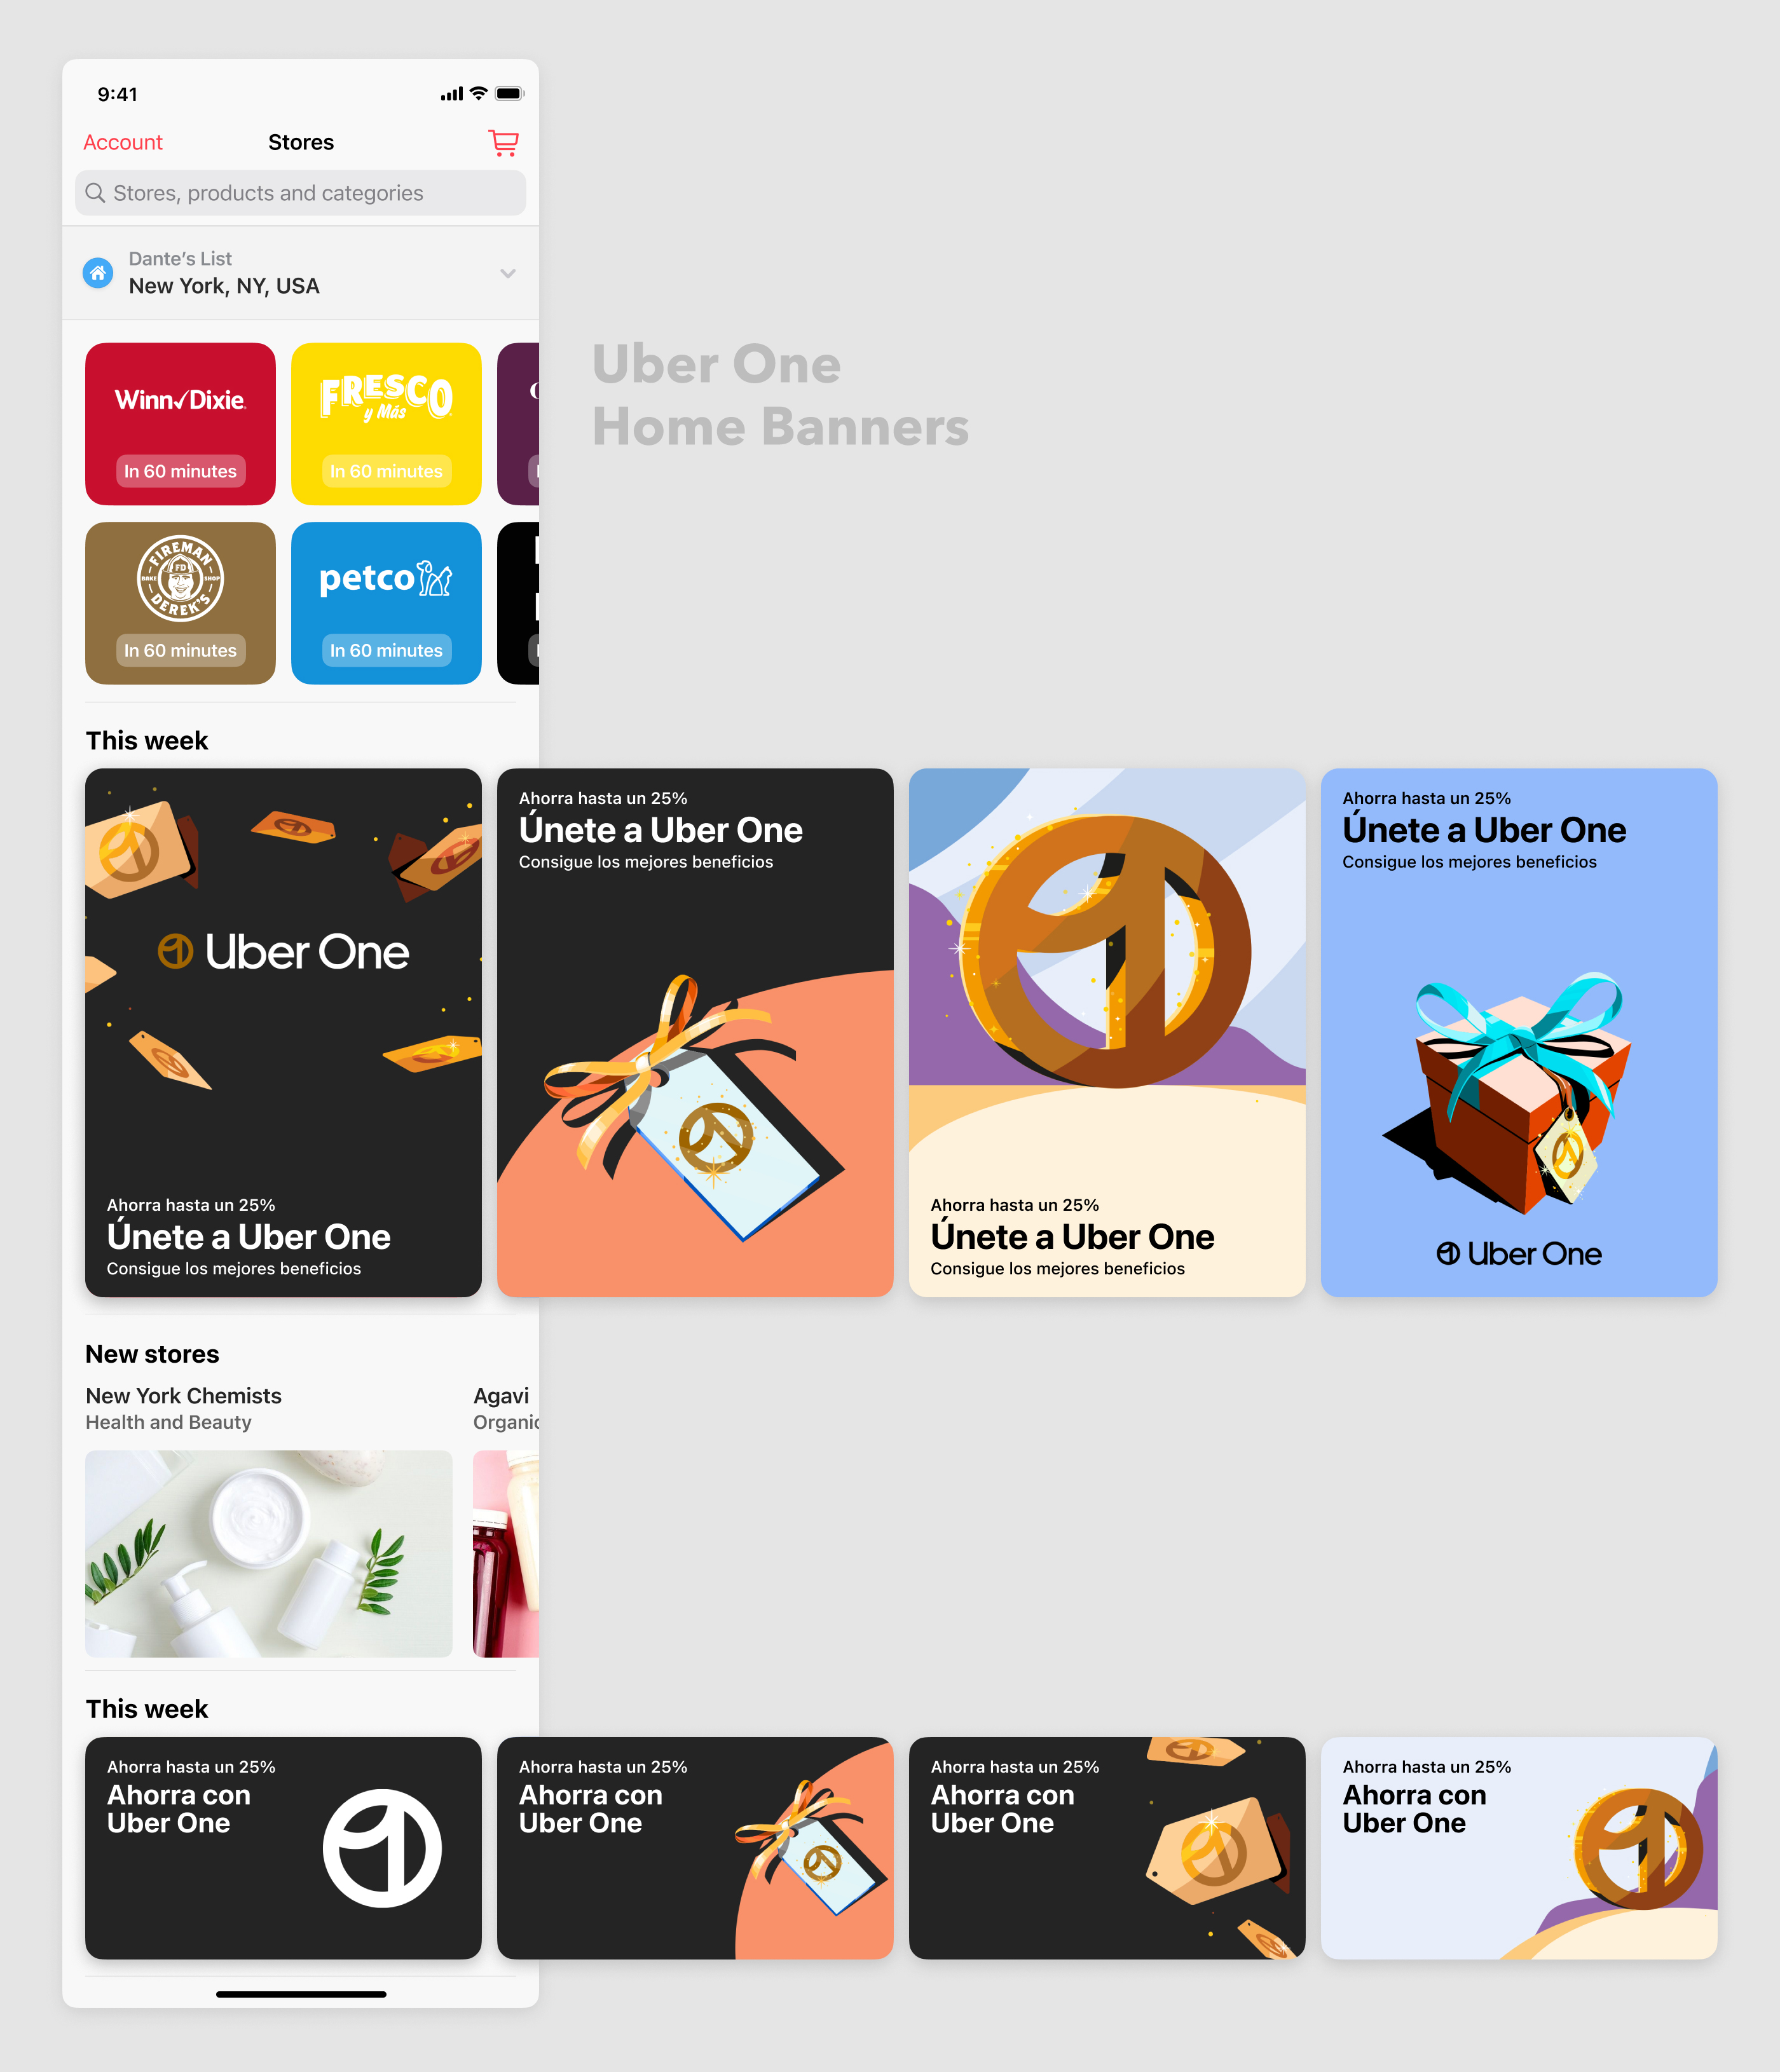 9:41
Account
Stores
Stores, products and categories
Dante’s List
New York, NY, USA
Uber One
Home Banners
Winn✓Dixie
FRESCO
y Más
In 60 minutes
In 60 minutes
FIREMAN
FD
BAKE
SHOP
DEREK'S
petco
In 60 minutes
In 60 minutes
This week
Uber One
Ahorra hasta un 25%
Únete a Uber One
Consigue los mejores beneficios
Ahorra hasta un 25%
Únete a Uber One
Consigue los mejores beneficios
Ahorra hasta un 25%
Únete a Uber One
Consigue los mejores beneficios
Ahorra hasta un 25%
Únete a Uber One
Consigue los mejores beneficios
Uber One
New stores
New York Chemists
Health and Beauty
Agavi
This week
Ahorra hasta un 25%
Ahorra con
Uber One
Ahorra hasta un 25%
Ahorra con
Uber One
Ahorra hasta un 25%
Ahorra con
Uber One
Ahorra hasta un 25%
Ahorra con
Uber One